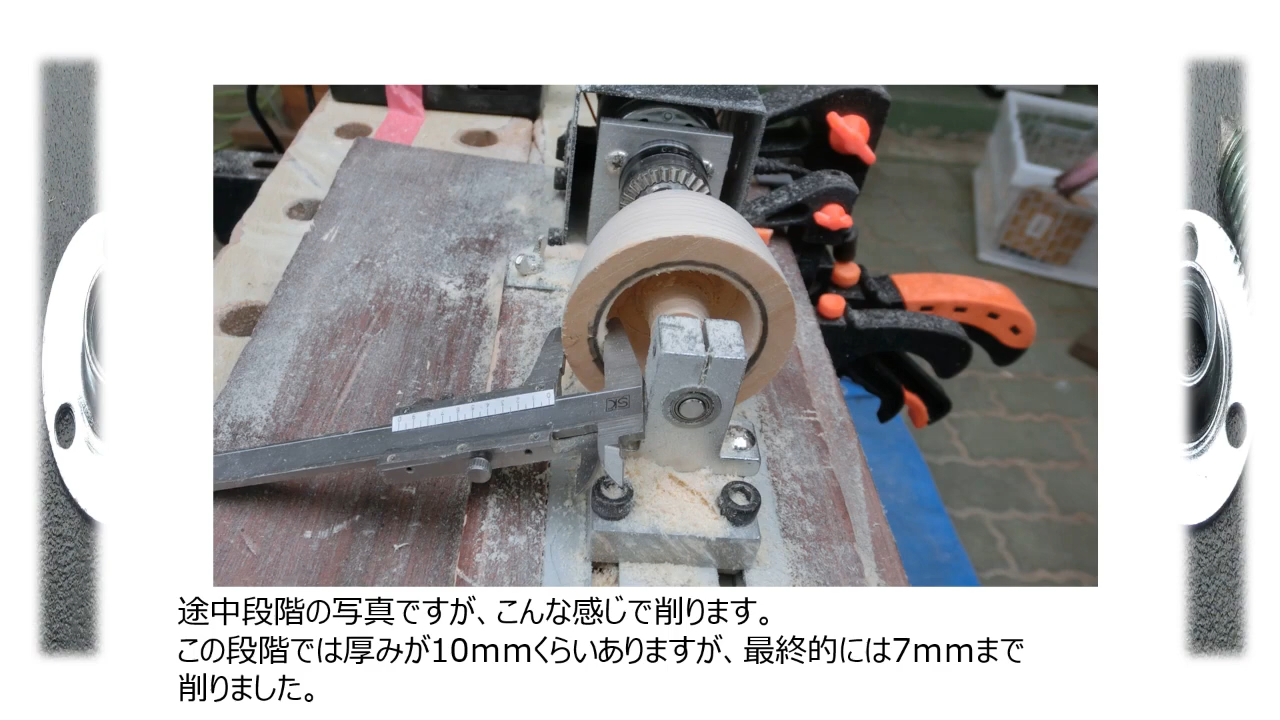 途中段階の写真ですが、こんな感じで削ります。
この段階では厚みが10mmくらいありますが、最終的には7mmまで
削りました。